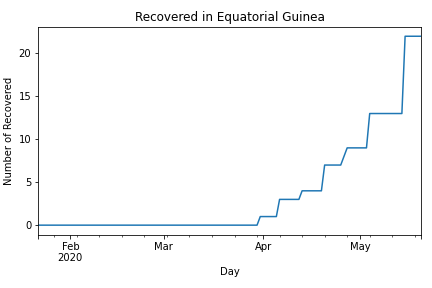 Recovered in Equatorial Guinea
Number of Recovered
20
15
10
5
0
Feb
2020
Mar
Apr
May
Day